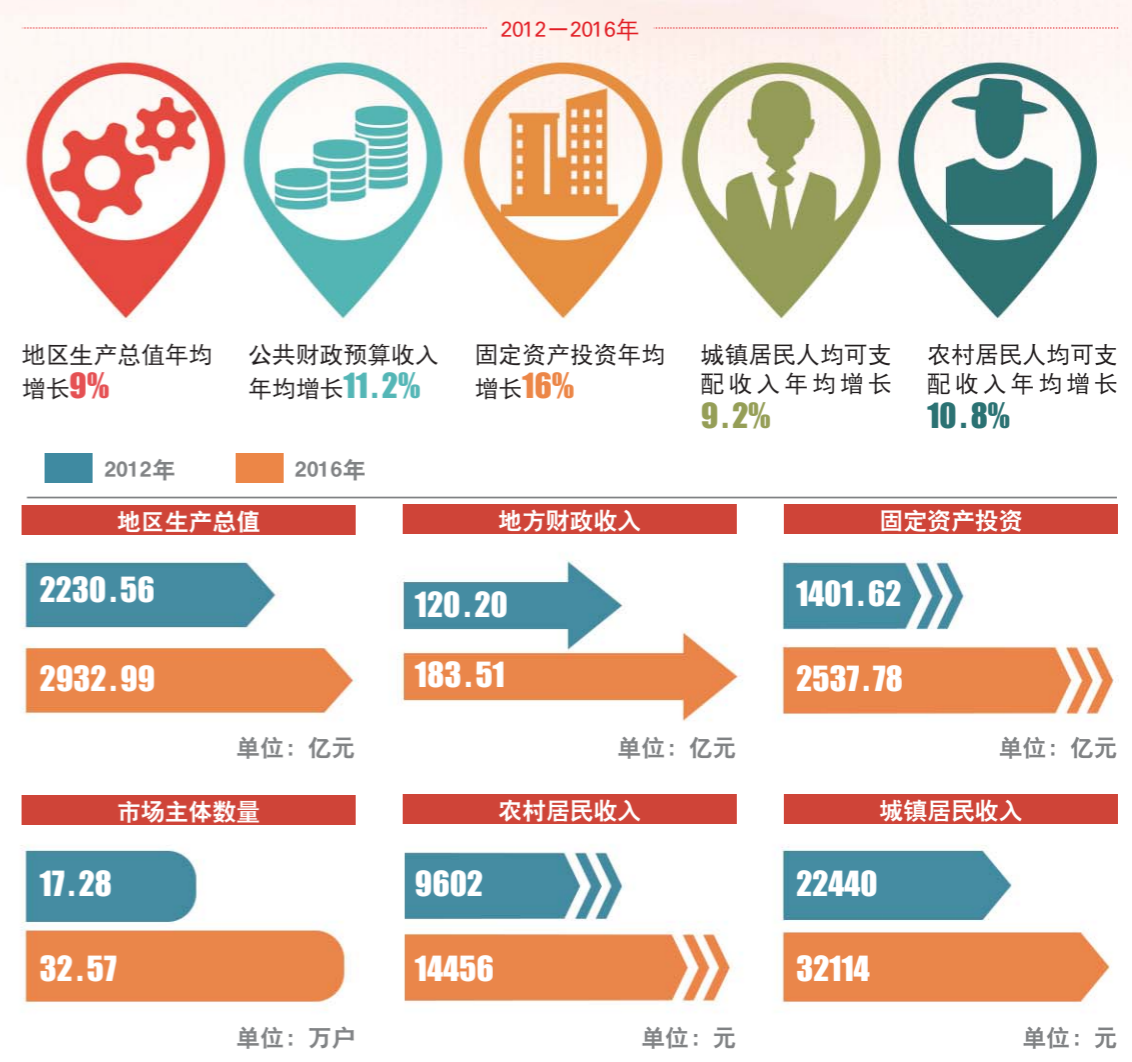 2012—2016年
地区生产总值年均
增长9%
公共财政预算收入
年均增长11.2%
固定资产投资年均
增长16%
城镇居民人均可支
配收入年均增长
9.2%
农村居民人均可支
配收入年均增长
10.8%
2012年
2016年
地区生产总值
2230.56
2932.99
单位：亿元
地方财政收入
120.20
183.51
单位：亿元
固定资产投资
1401.62
2537.78
单位：亿元
市场主体数量
17.28
32.57
单位：万户
农村居民收入
9602
14456
单位：元
城镇居民收入
22440
32114
单位：元